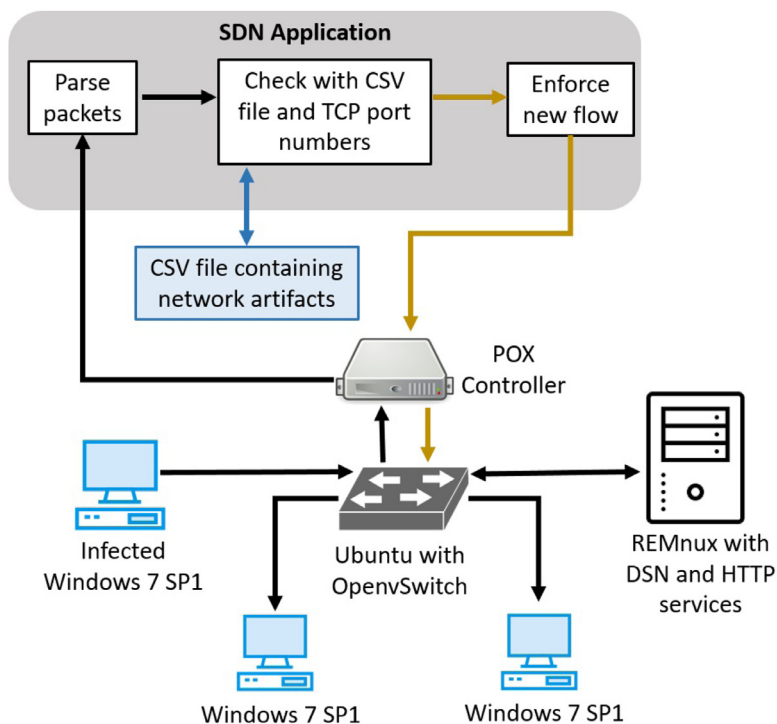 SDN Application
Parse
packets
Check with CSV
file and TCP port
numbers
Enforce
new flow
CSV file containing
network artifacts
POX
Controller
Infected
Windows 7 SP1
Ubuntu with
OpenvSwitch
REMnux with
DSN and HTTP
services
Windows 7 SP1
Windows 7 SP1